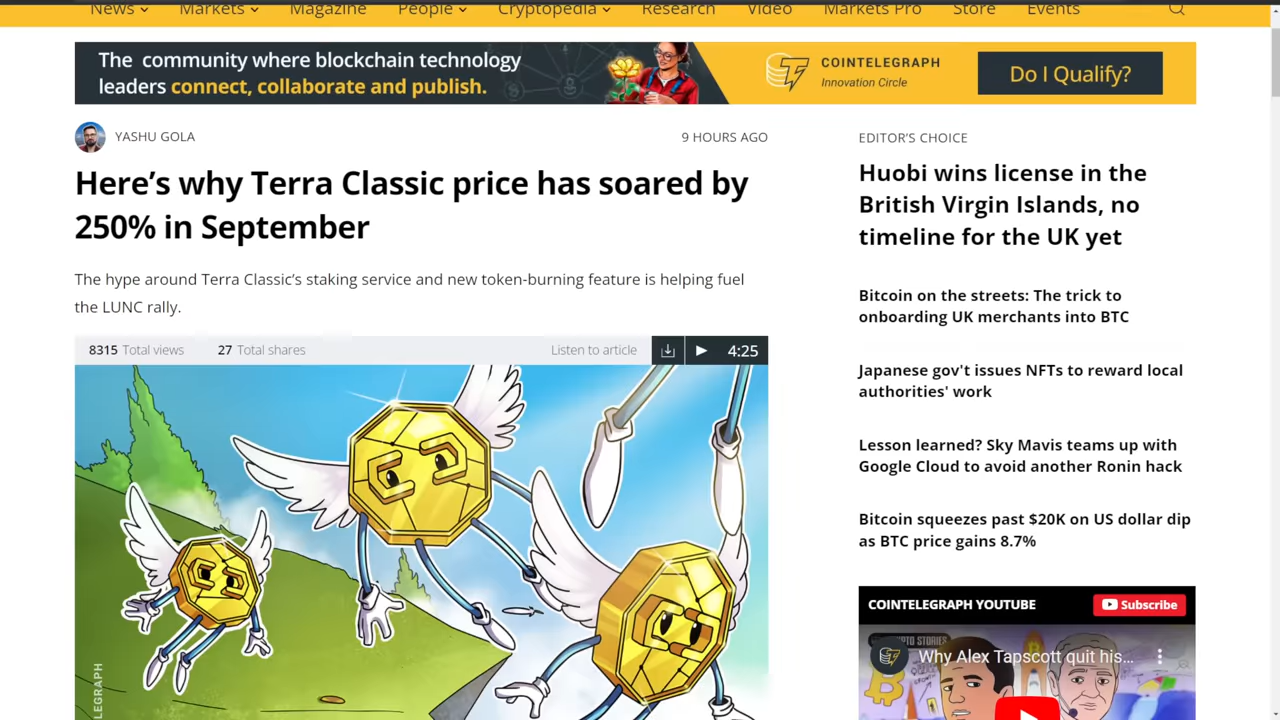 News Markets Magazine People Cryptopedia Research Video Markets Pro Store Events
The community where blockchain technology
leaders connect, collaborate and publish.
COINTELEGRAPH
Innovation Circle
Do I Qualify?
YASHU GOLA
9 HOURS AGO
Here’s why Terra Classic price has soared by
250% in September
The hype around Terra Classic’s staking service and new token-burning feature is helping fuel
the LUNC rally.
8315 Total views 27 Total shares Listen to article 4:25
LEGRAPH
EDITOR’S CHOICE
Huobi wins license in the
British Virgin Islands, no
timeline for the UK yet
Bitcoin on the streets: The trick to
onboarding UK merchants into BTC
Japanese gov't issues NFTs to reward local
authorities' work
Lesson learned? Sky Mavis teams up with
Google Cloud to avoid another Ronin hack
Bitcoin squeezes past $20K on US dollar dip
as BTC price gains 8.7%
COINTELEGRAPH YOUTUBE
Subscribe
PTO STORIES
Why Alex Tapscott quit his...